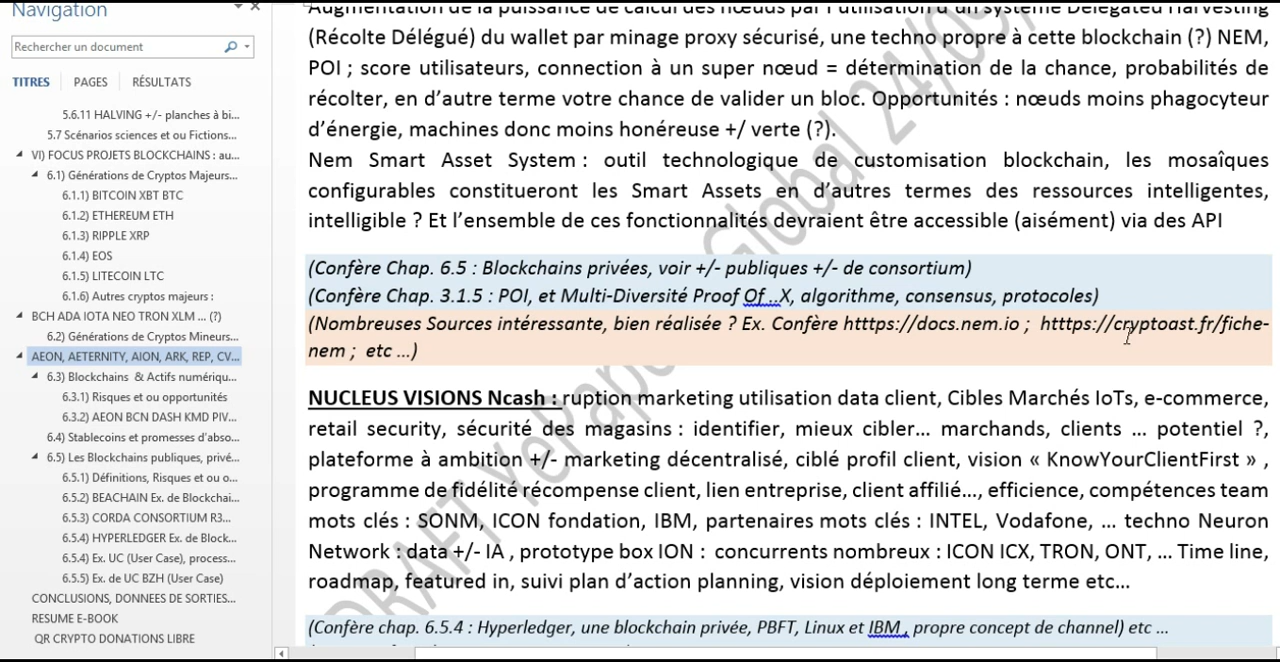 Navigation
Rechercher un document
TITRES PAGES RÉSULTATS
5.6.11 HALVING +/- planches à bi...
5.7 Scénarios sciences et ou Fictions...
VI) FOCUS PROJETS BLOCKCHAINS : au...
6.1) Générations de Cryptos Majeurs...
6.1.1) BITCOIN XBT BTC
6.1.2) ETHEREUM ETH
6.1.3) RIPPLE XRP
6.1.4) EOS
6.1.5) LITECOIN LTC
6.1.6) Autres cryptos majeurs :
BCH ADA IOTA NEO TRON XLM ... (?)
6.2) Générations de Cryptos Mineurs...
AEON, AETERNITY, AION, ARK, REP, CV...
6.3) Blockchains & Actifs numériqu...
6.3.1) Risques et ou opportunités
6.3.2) AEON BCN DASH KMD PIV...
6.4) Stablecoins et promesses d'abso...
6.5) Les Blockchains publiques, privé...
6.5.1) Définitions, Risques et ou o...
6.5.2) BEACHAIN Ex. de Blockchai...
6.5.3) CORDA CONSORTIUM R3...
6.5.4) HYPERLEDGER Ex. de Block...
6.5.4) Ex. UC (User Case), process...
6.5.5) Ex. de UC BZH (User Case)
CONCLUSIONS, DONNEES DE SORTIES...
RESUME E-BOOK
QR CRYPTO DONATIONS LIBRE
Augmentation de la puissance de calcul des nœuds par l'utilisation d'un système Delegated Harvesting
(Récolte Délégué) du wallet par minage proxy sécurisé, une techno propre à cette blockchain (?) NEM,
POI ; score utilisateurs, connection à un super nœud = détermination de la chance, probabilités de
récolter, en d'autre terme votre chance de valider un bloc. Opportunités : nœuds moins phagocyteur
d'énergie, machines donc moins honéreuse +/ verte (?).
Nem Smart Asset System : outil technologique de customisation blockchain, les mosaîques
configurables constitueront les Smart Assets en d'autres termes des ressources intelligentes,
intelligible ? Et l'ensemble de ces fonctionnalités devraient être accessible (aisément) via des API
(Confère Chap. 6.5 : Blockchains privées, voir +/- publiques +/- de consortium)
(Confère Chap. 3.1.5 : POI, et Multi-Diversité Proof Of ..X, algorithme, consensus, protocoles)
(Nombreuses Sources intéressante, bien réalisée ? Ex. Confère htttps://docs.nem.io ; htttps://cryptoast.fr/fiche-
nem ; etc ...)
NUCLEUS VISIONS Ncash : ruption marketing utilisation data client, Cibles Marchés IoTs, e-commerce,
retail security, sécurité des magasins : identifier, mieux cibler... marchands, clients ... potentiel ?,
plateforme à ambition +/- marketing décentralisé, ciblé profil client, vision « KnowYourClientFirst » ,
programme de fidélité récompense client, lien entreprise, client affilié..., efficience, compétences team
mots clés : SONM, ICON fondation, IBM, partenaires mots clés : INTEL, Vodafone, ... techno Neuron
Network : data +/- IA , prototype box ION : concurrents nombreux : ICON ICX, TRON, ONT, ... Time line,
roadmap, featured in, suivi plan d'action planning, vision déploiement long terme etc...
(Confère chap. 6.5.4 : Hyperledger, une blockchain privée, PBFT, Linux et IBM , propre concept de channel) etc ...